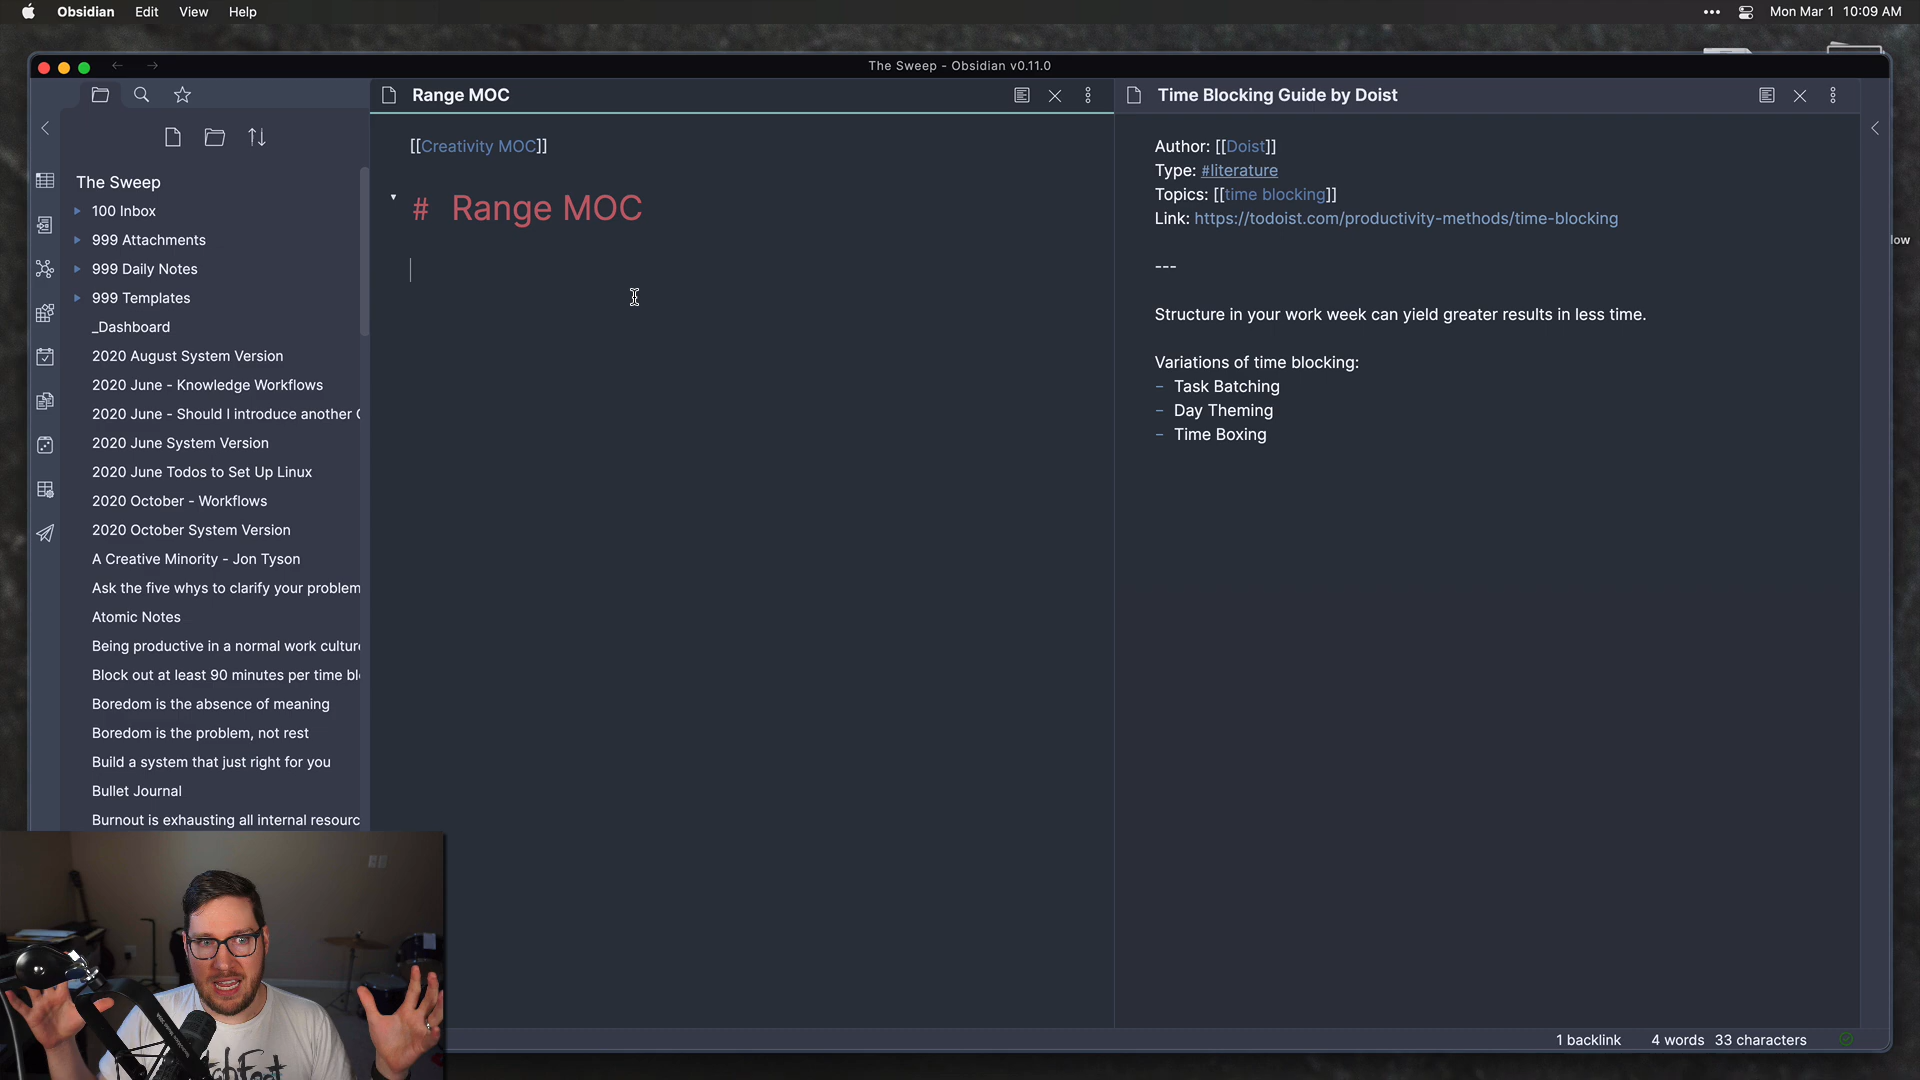 Obsidian Edit View Help
Mon Mar 1 10:09 AM
The Sweep - Obsidian v0.11.0
The Sweep
100 Inbox
999 Attachments
999 Daily Notes
999 Templates
_Dashboard
2020 August System Version
2020 June - Knowledge Workflows
2020 June - Should I introduce another
2020 June System Version
2020 June Todos to Set Up Linux
2020 October - Workflows
2020 October System Version
A Creative Minority - Jon Tyson
Ask the five whys to clarify your problem
Atomic Notes
Being productive in a normal work culture
Block out at least 90 minutes per time bl
Boredom is the absence of meaning
Boredom is the problem, not rest
Build a system that just right for you
Bullet Journal
Burnout is exhausting all internal resourc
Range MOC
[[Creativity MOC]]
# Range MOC
Time Blocking Guide by Doist
Author: [[Doist]]
Type: #literature
Topics: [[time blocking]]
Link: https://todoist.com/productivity-methods/time-blocking
---
Structure in your work week can yield greater results in less time.
Variations of time blocking:
- Task Batching
- Day Theming
- Time Boxing
low
1 backlink 4 words 33 characters